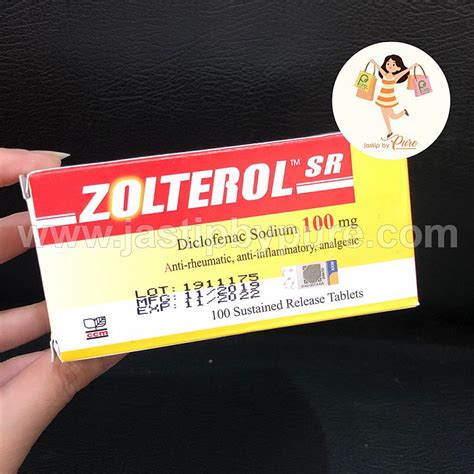 jastip by Pure
ZOLTEROL™ SR
Diclofenac Sodium 100 mg
Anti-rheumatic, anti-inflammatory, analgesic
www.jastipbypure.com
LOT: 1911175
MFG: 11/2019
EXP: 11/2022
ccm
100 Sustained Release Tablets